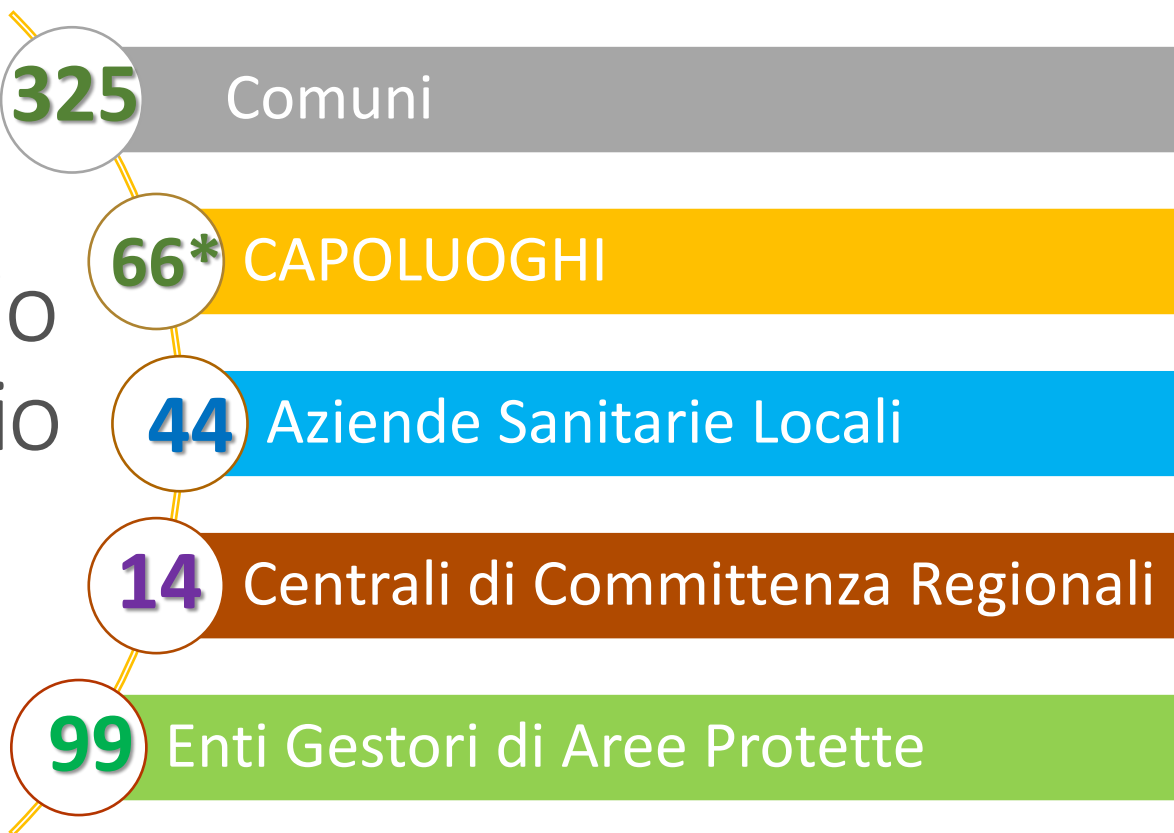 325 Comuni
66* CAPOLUOGHI
44 Aziende Sanitarie Locali
14 Centrali di Committenza Regionali
99 Enti Gestori di Aree Protette